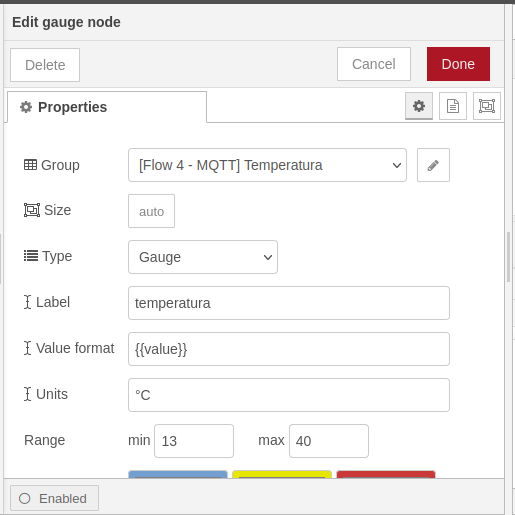 Edit gauge node
Delete
Cancel
Done
Properties
Group
[Flow 4 - MQTT] Temperatura
Size
auto
Type
Gauge
Label
temperatura
Value format
{{value}}
Units
°C
Range
min
13
max
40
Enabled